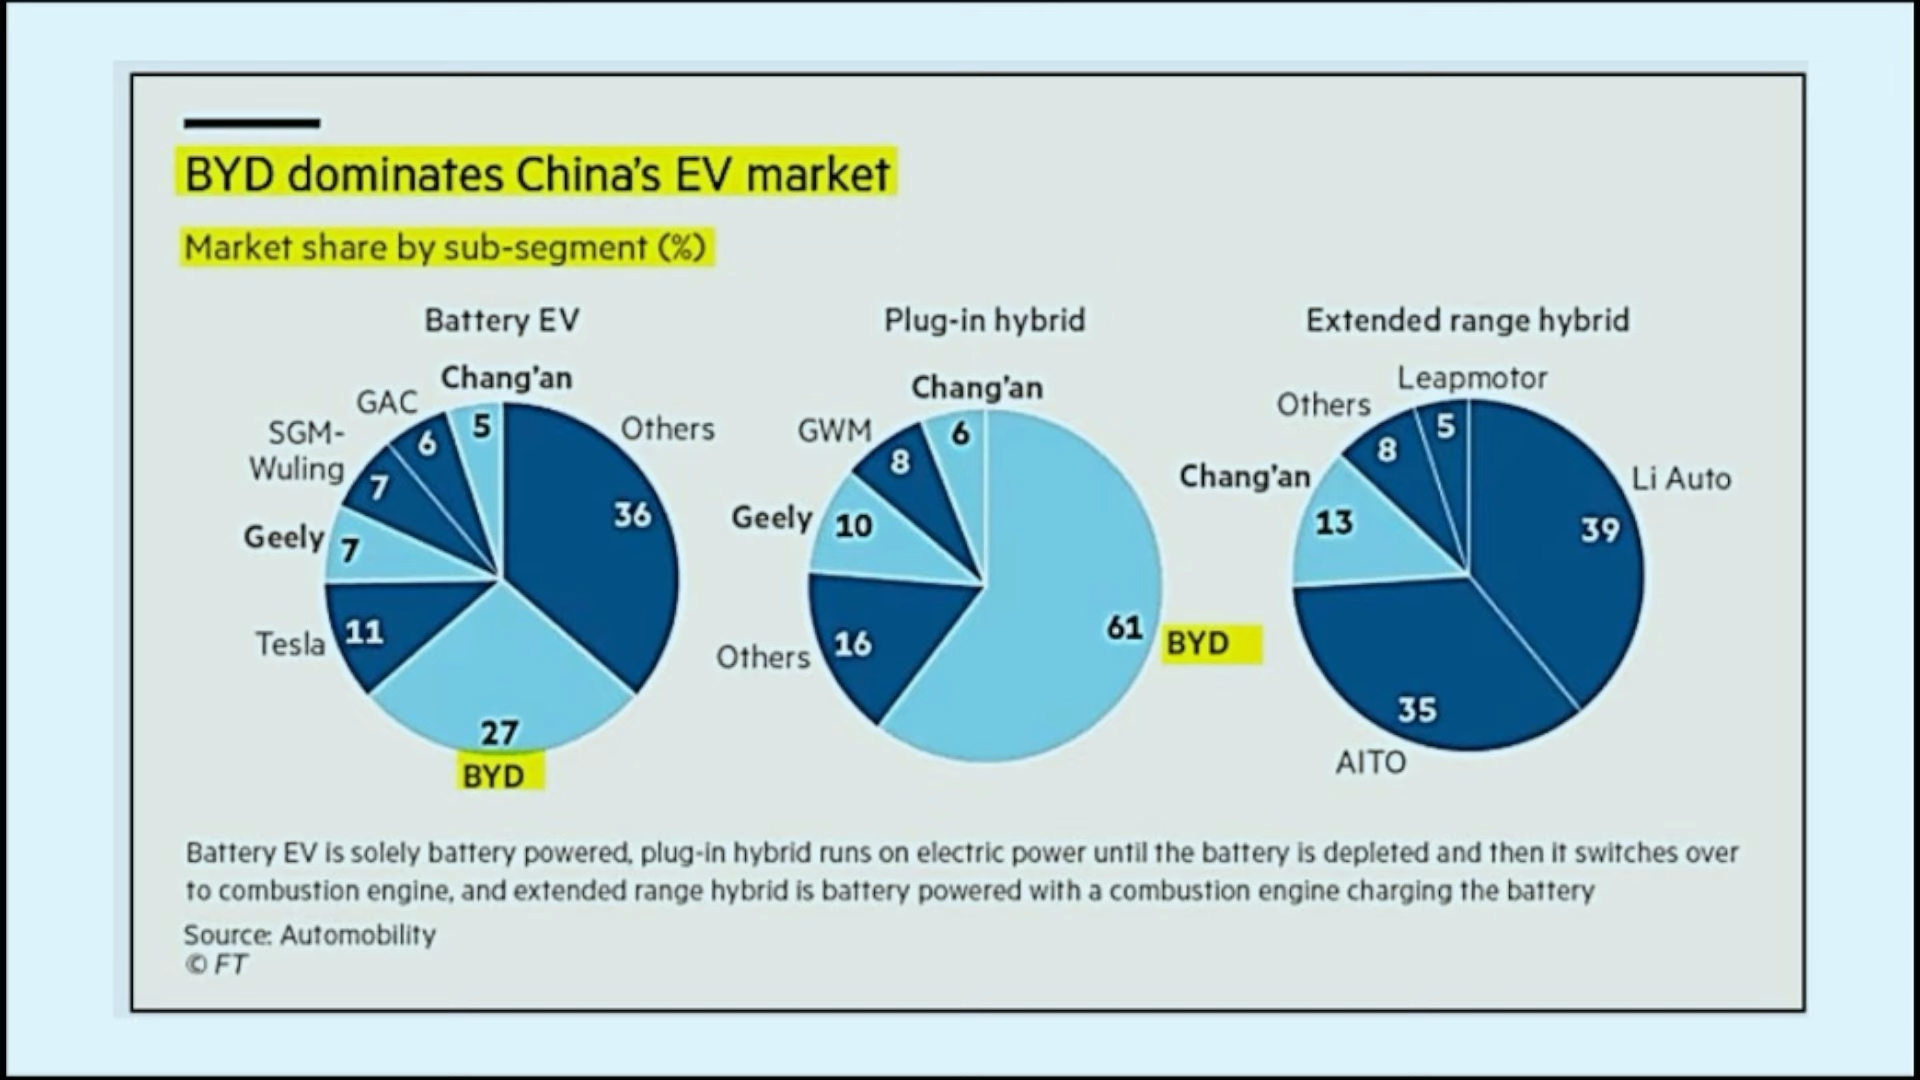 BYD dominates China's EV market
Market share by sub-segment (%)
Battery EV
Chang'an
GAC
SGM-
Wuling
Geely
Tesla
Others
5
6
7
7
11
36
27
BYD
Plug-in hybrid
Chang'an
GWM
Geely
Others
6
8
10
16
61
BYD
Extended range hybrid
Leapmotor
Others
Chang'an
Li Auto
5
8
13
39
35
AITO
Battery EV is solely battery powered, plug-in hybrid runs on electric power until the battery is depleted and then it switches over
to combustion engine, and extended range hybrid is battery powered with a combustion engine charging the battery
Source: Automobility
© FT